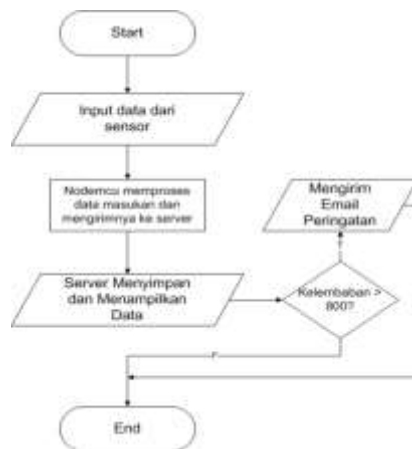 Start
Input data dari
sensor
Nodemcu memproses
data masukan dan
mengirimnya ke server
Mengirim
Email
Peringatan
Server Menyimpan
dan Menampilkan
Data
Kelembaban >
800?
F
End